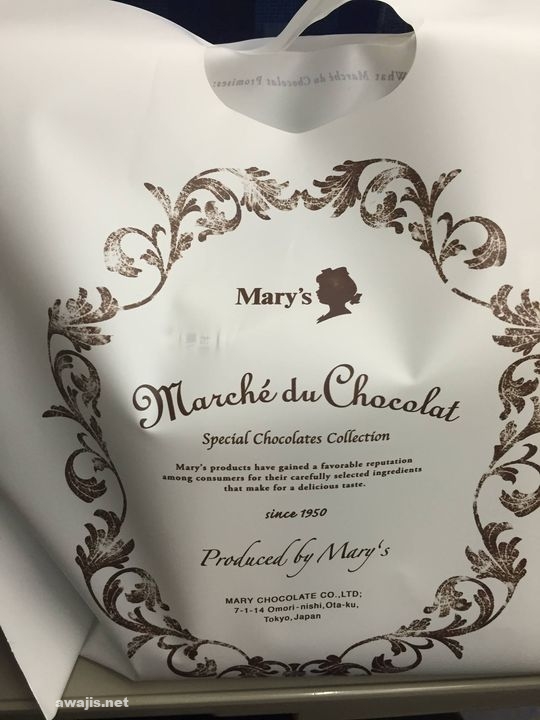 What Marché du Chocolat Promises:
Mary's
Marché du Chocolat
Special Chocolates Collection
Mary's products have gained a favorable reputation
among consumers for their carefully selected ingredients
that make for a delicious taste.
since 1950
Produced by Mary's
MARY CHOCOLATE CO.,LTD;
7-1-14 Omori-nishi,Ota-ku,
Tokyo,Japan
awajis.net